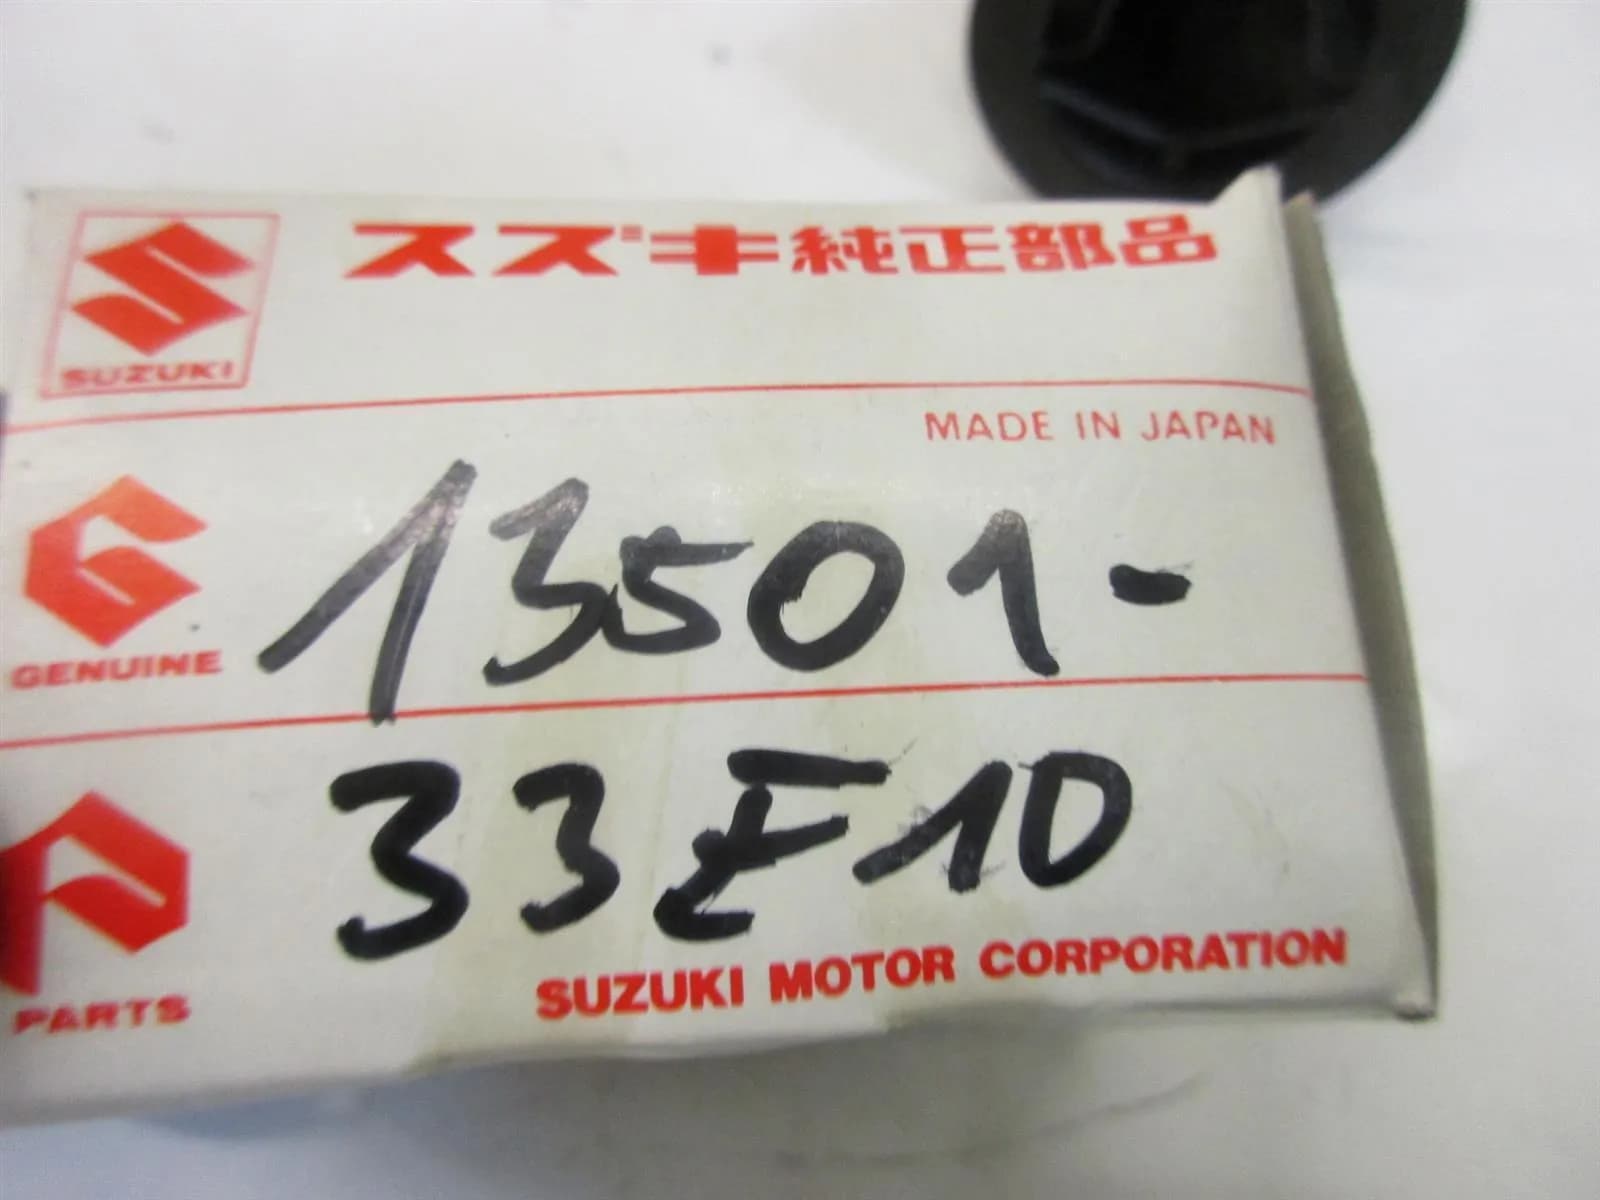 スズキ純正部品
SUZUKI
MADE IN JAPAN
GENUINE
13501-
33E10
PARTS
SUZUKI MOTOR CORPORATION